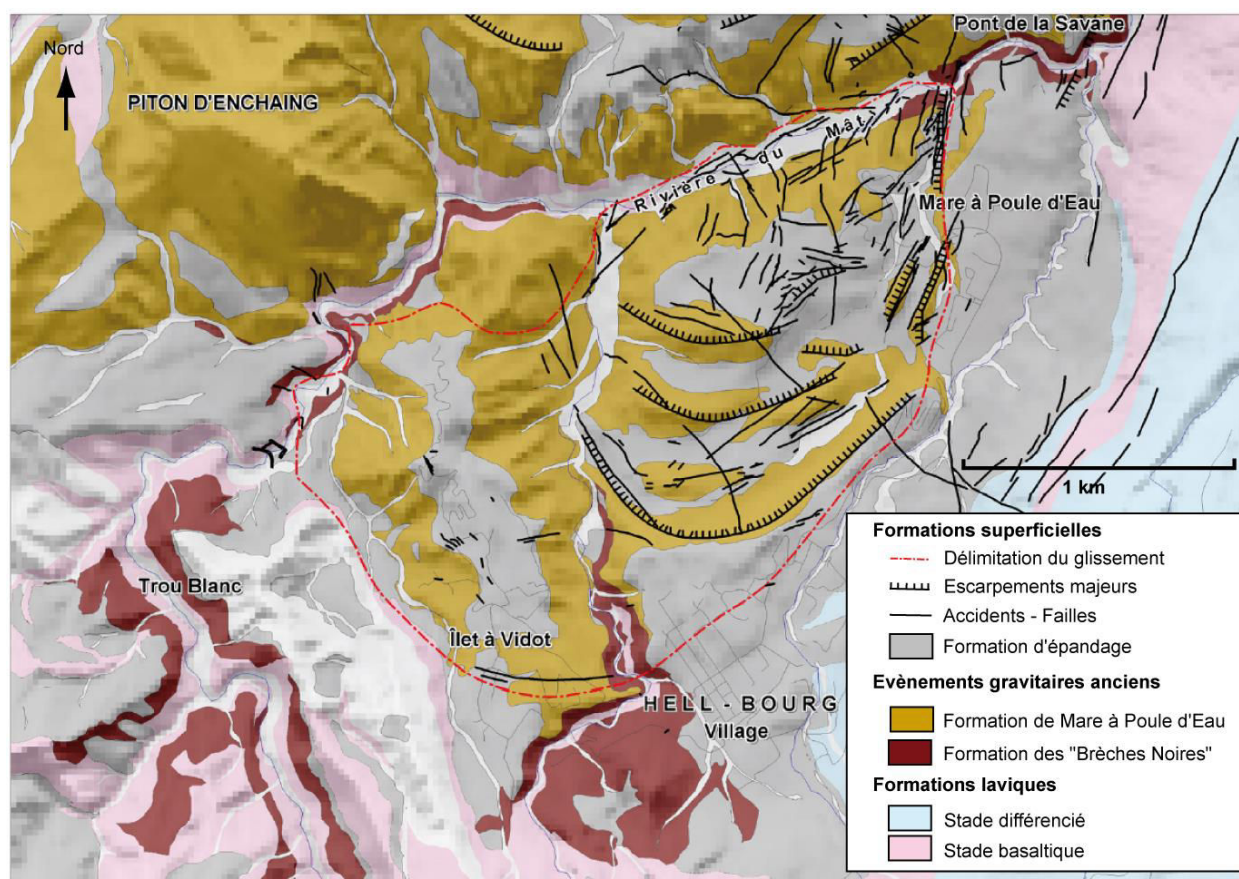 Nord
Pont de la Savane
PITON D'ENCHAING
Rivière du Mât
Mare à Poule d'Eau
1 km
Trou Blanc
Îlet à Vidot
HELL - BOURG
Village
Formations superficielles
Délimitation du glissement
Escarpements majeurs
Accidents - Failles
Formation d'épandage
Evènements gravitaires anciens
Formation de Mare à Poule d'Eau
Formation des "Brèches Noires"
Formations laviques
Stade différencié
Stade basaltique